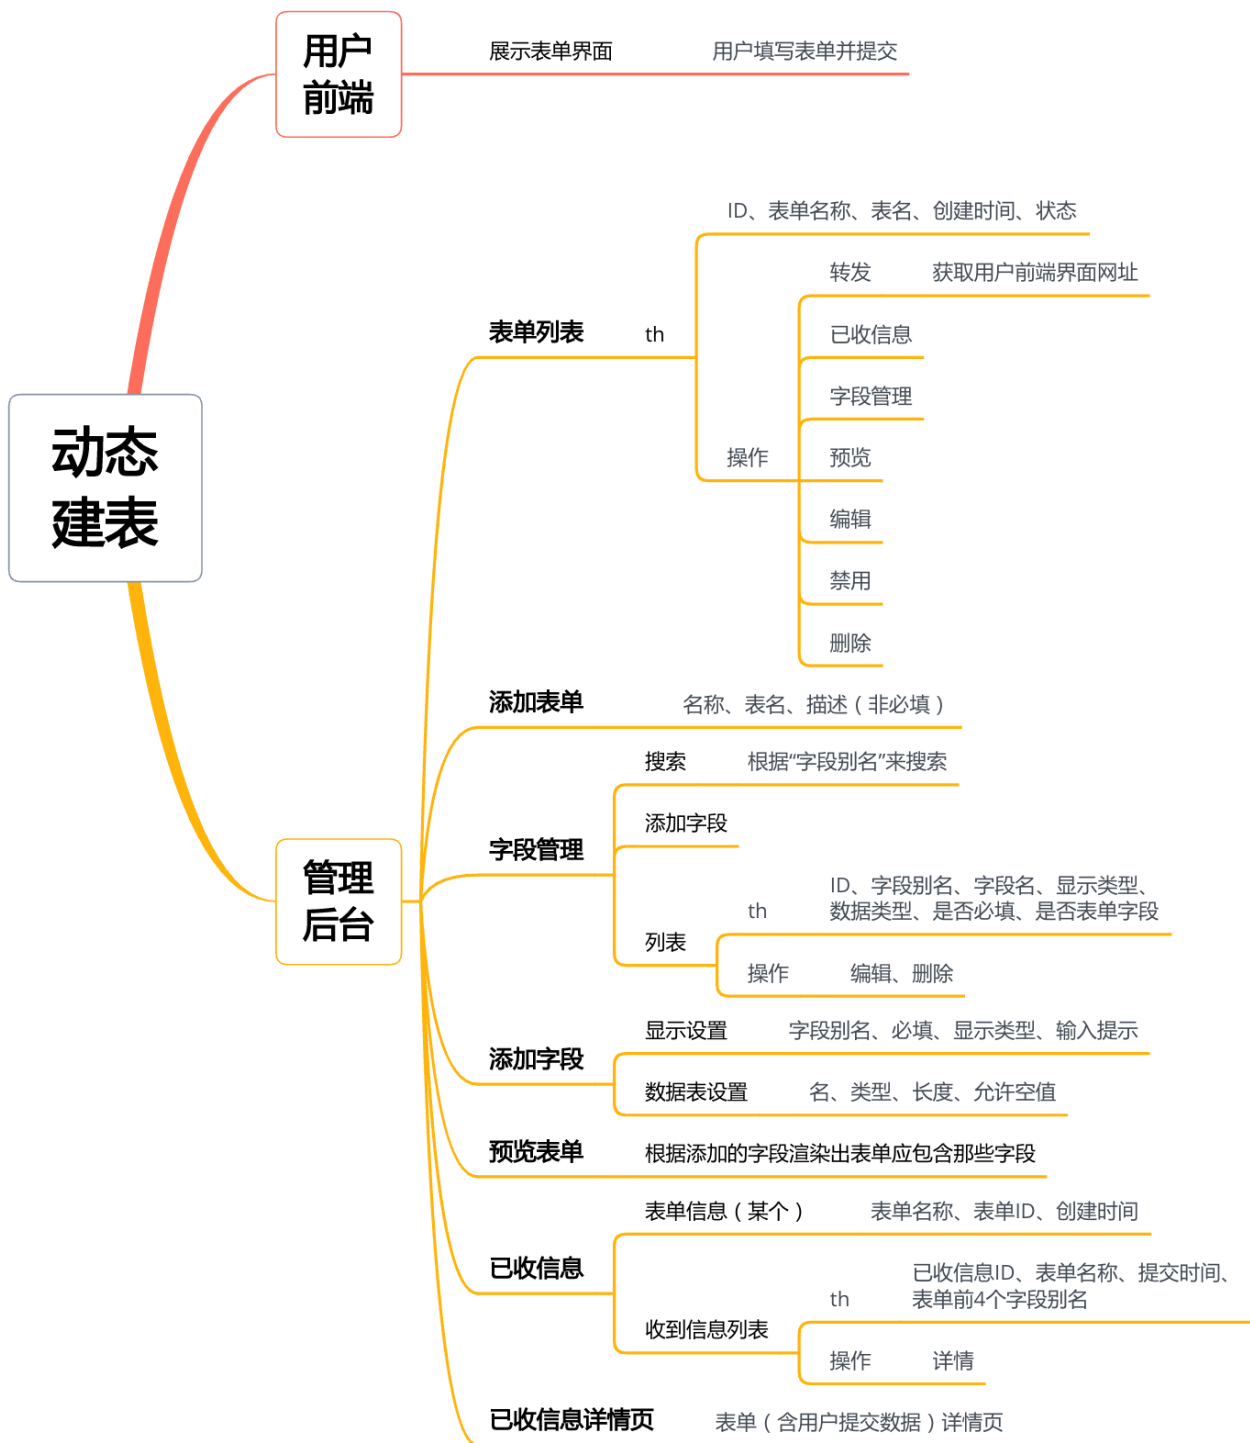 用户
前端
展示表单界面
用户填写表单并提交
动态
建表
管理
后台
表单列表
th
ID、表单名称、表名、创建时间、状态
操作
转发
获取用户前端界面网址
已收信息
字段管理
预览
编辑
禁用
删除
添加表单
名称、表名、描述（非必填）
字段管理
搜索
根据“字段别名”来搜索
添加字段
列表
th
ID、字段别名、字段名、显示类型、
数据类型、是否必填、是否表单字段
操作
编辑、删除
添加字段
显示设置
字段别名、必填、显示类型、输入提示
数据表设置
名、类型、长度、允许空值
预览表单
根据添加的字段渲染出表单应包含那些字段
已收信息
表单信息（某个）
表单名称、表单ID、创建时间
收到信息列表
th
已收信息ID、表单名称、提交时间、
表单前4个字段别名
操作
详情
已收信息详情页
表单（含用户提交数据）详情页